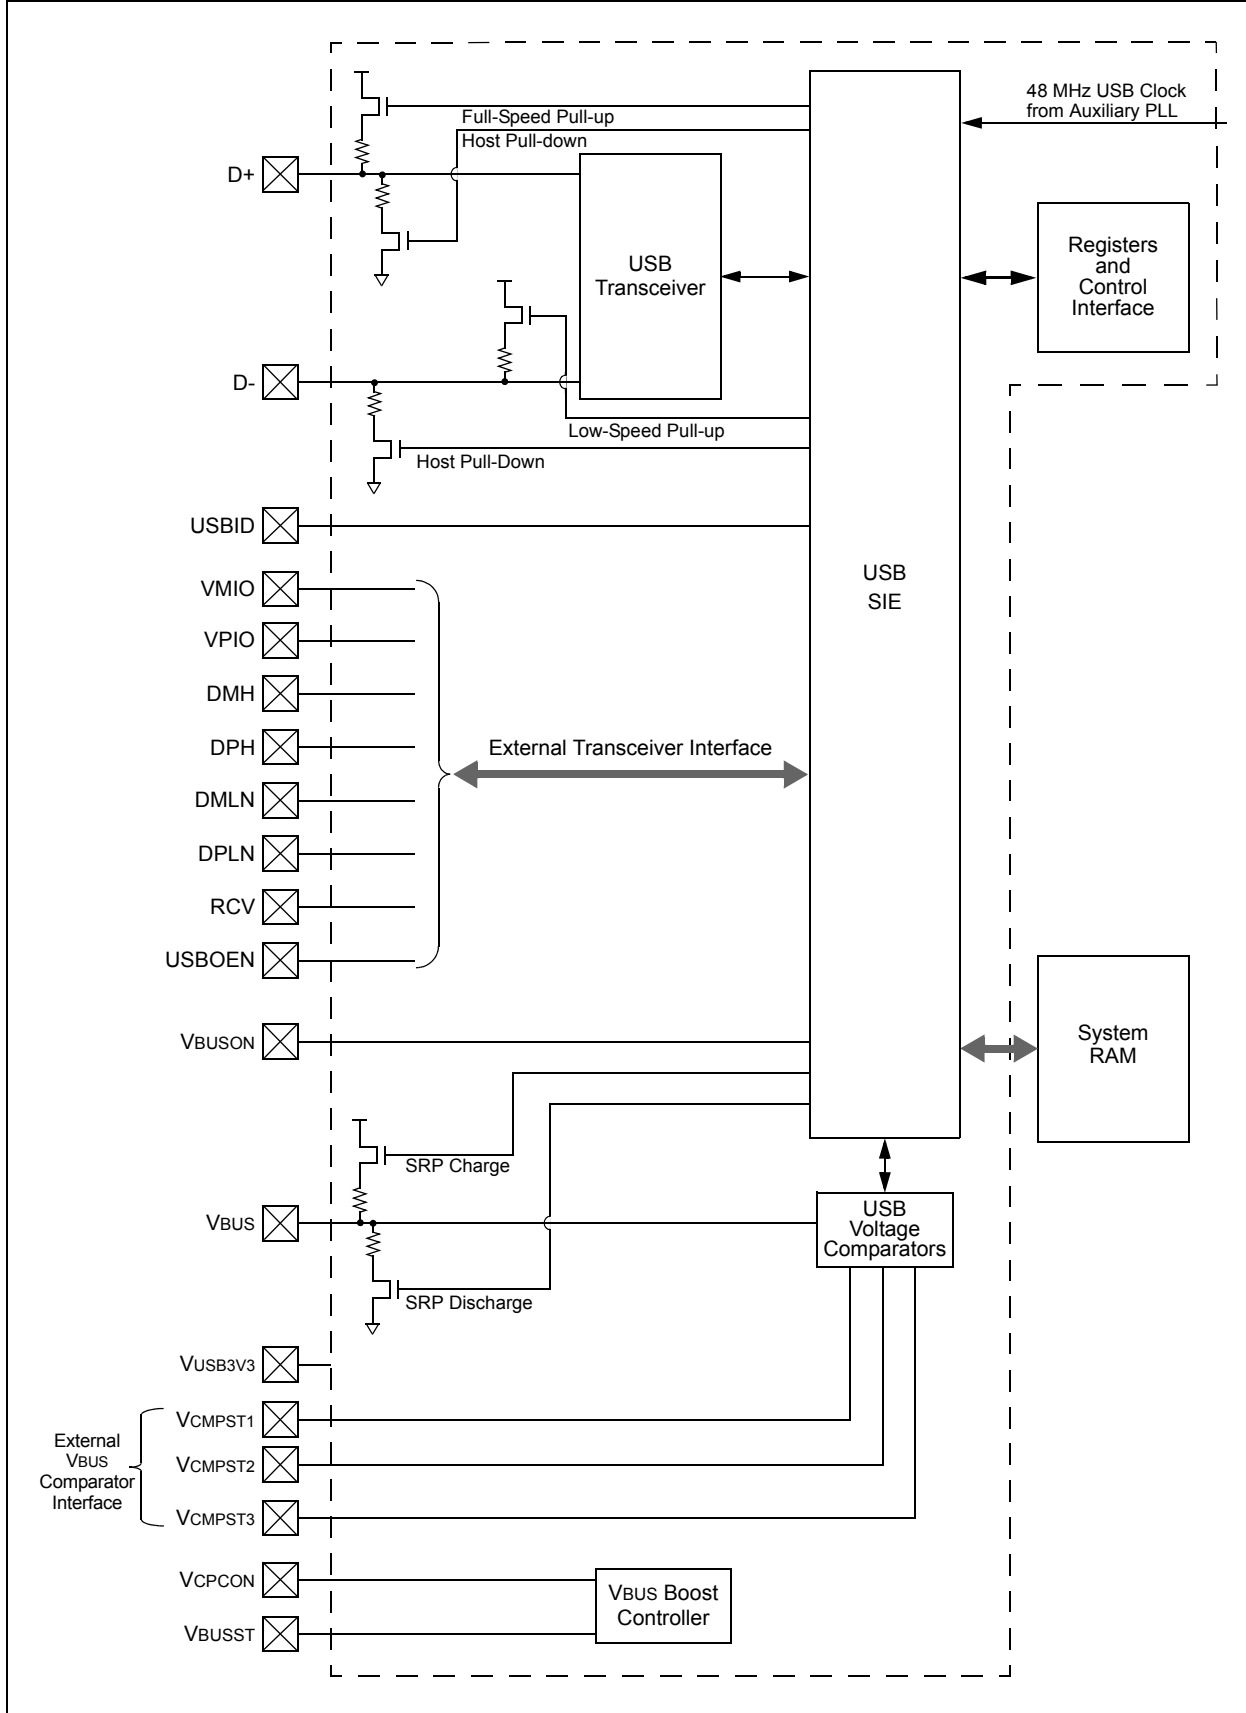 48 MHz USB Clock
from Auxiliary PLL
Full-Speed Pull-up
Host Pull-down
D+
USB
Transceiver
Registers
and
Control
Interface
D-
Low-Speed Pull-up
Host Pull-Down
USBID
USB
SIE
VMIO
VPIO
DMH
DPH
External Transceiver Interface
DMLN
DPLN
RCV
USBOEN
VBUSON
System
RAM
SRP Charge
VBUS
USB
Voltage
Comparators
SRP Discharge
VUSB3V3
External
VBUS
Comparator
Interface
VCMPST1
VCMPST2
VCMPST3
VCPCON
VBUSST
VBUS Boost
Controller